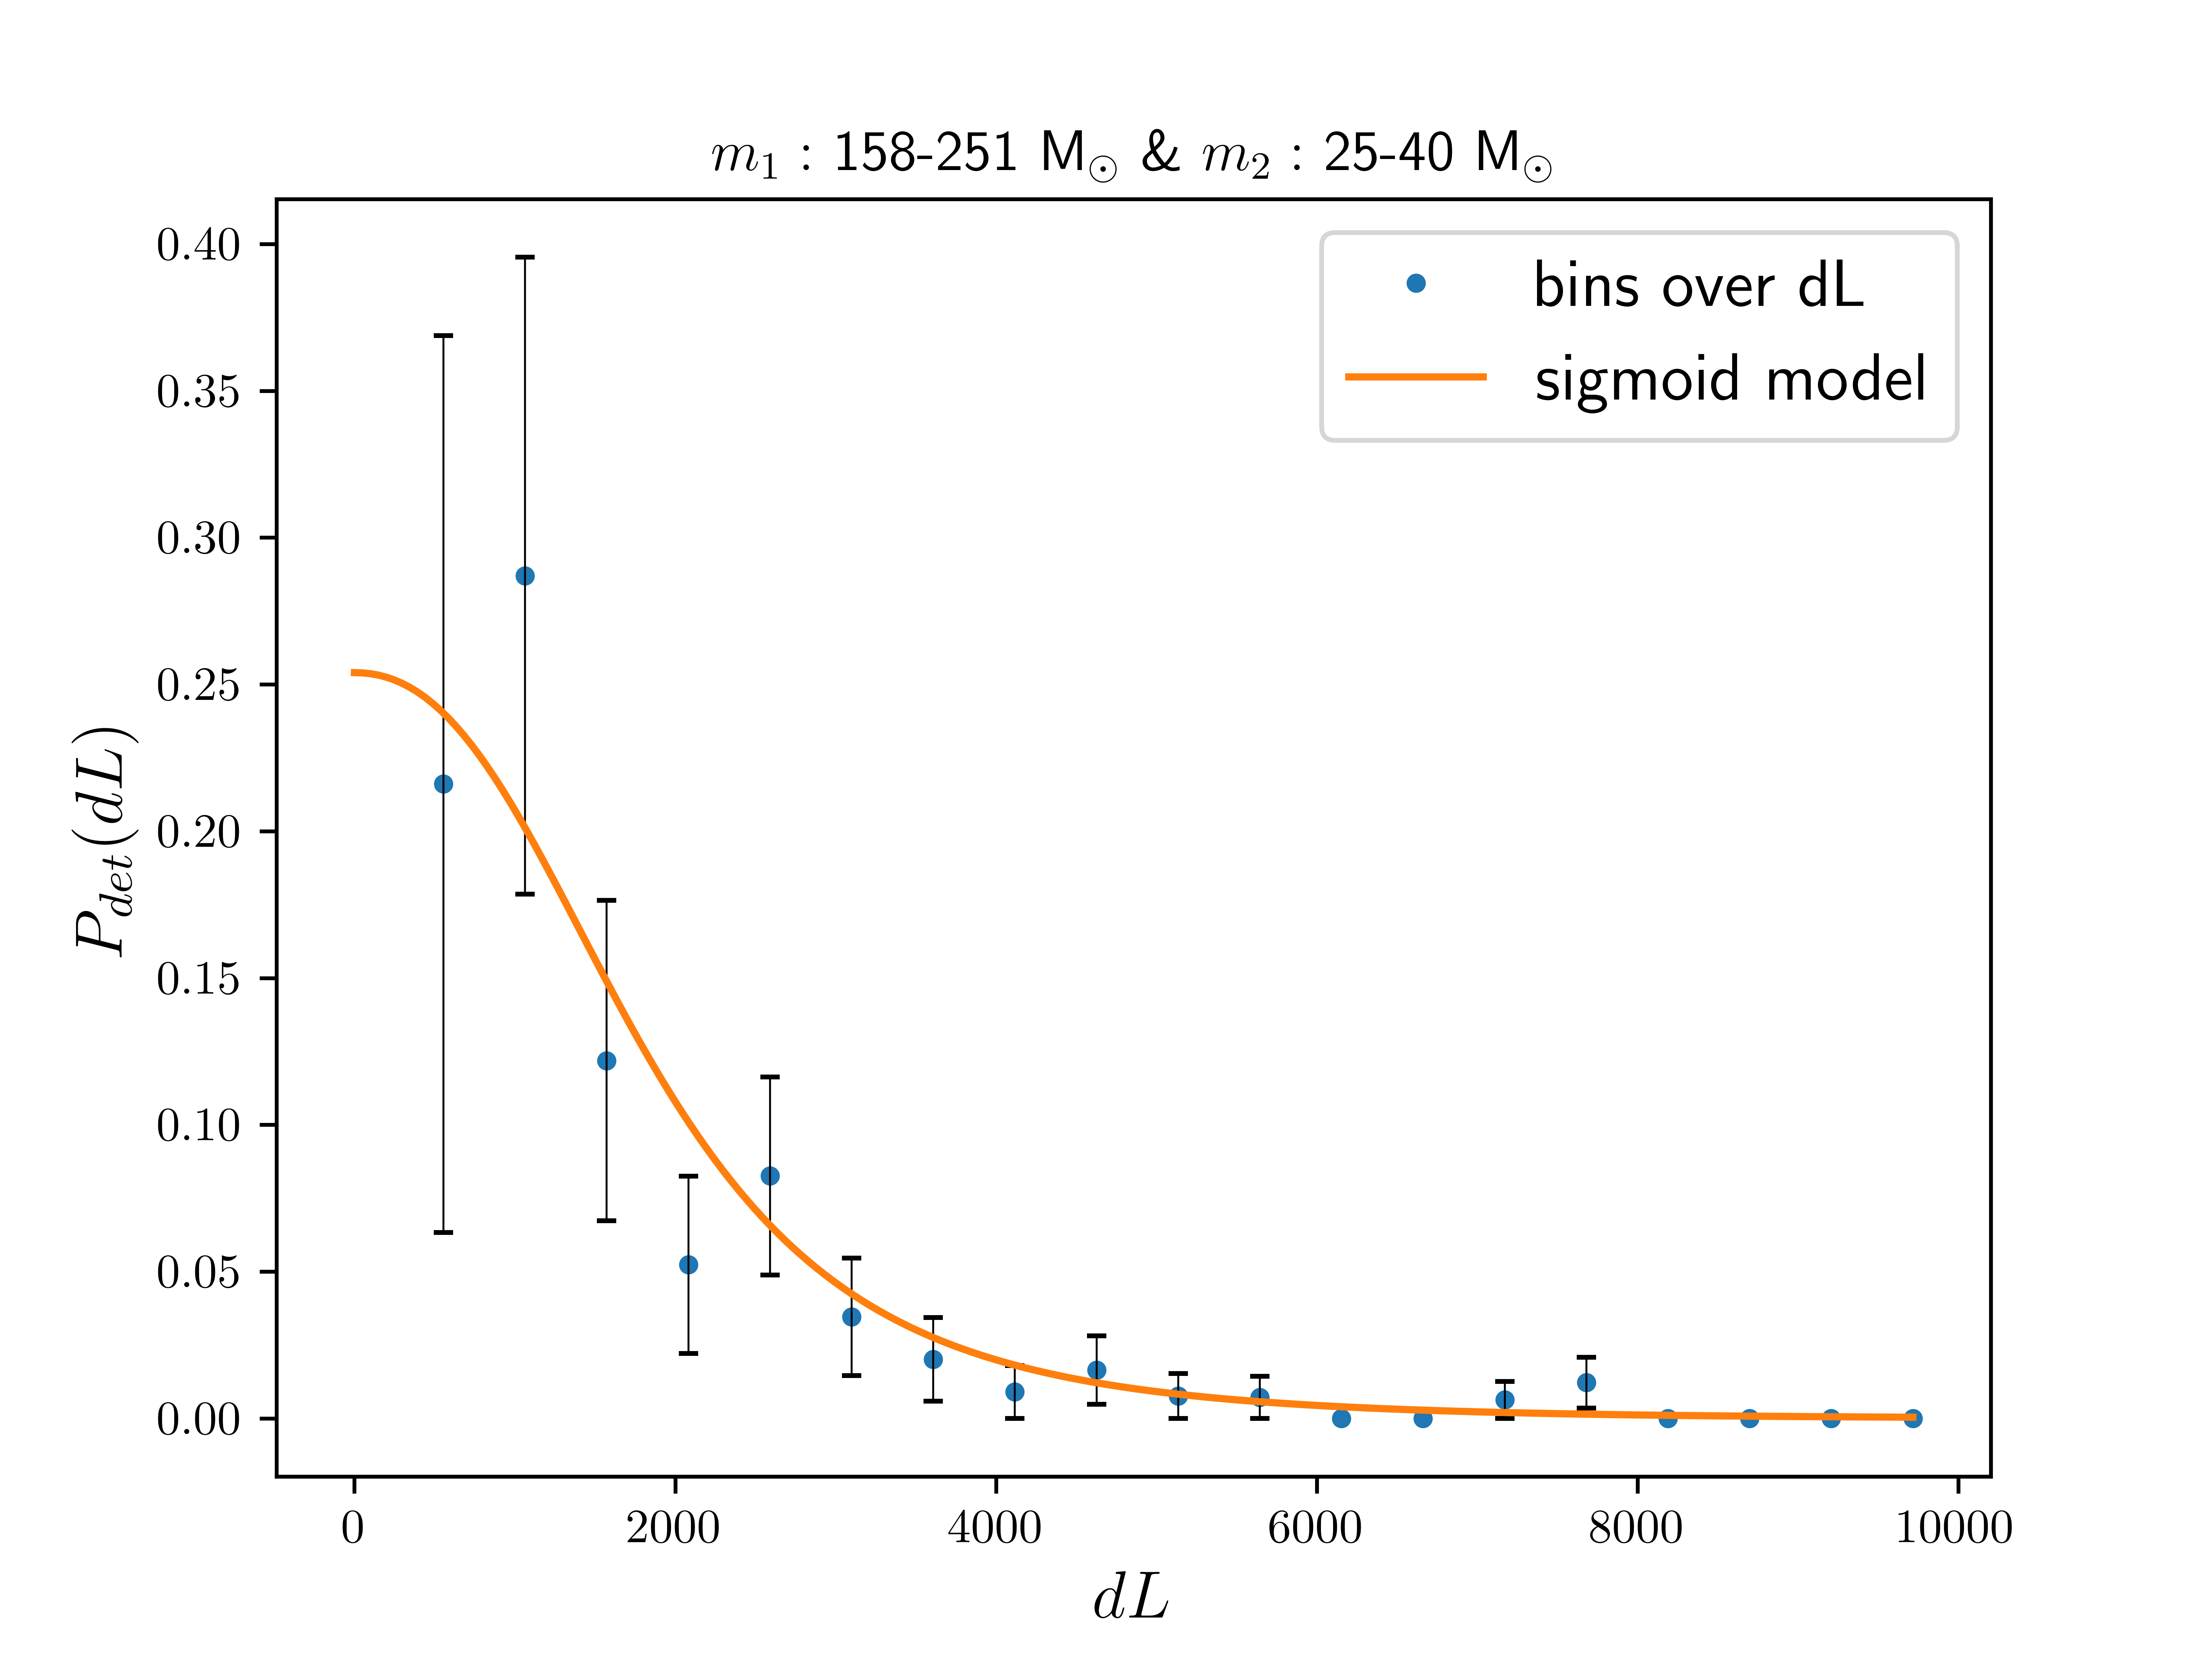 m₁ : 158-251 M⊙ & m₂ : 25-40 M⊙
bins over dL
sigmoid model
0.40
0.35
0.30
0.25
0.20
0.15
0.10
0.05
0.00
P_det(dL)
0 2000 4000 6000 8000 10000
dL